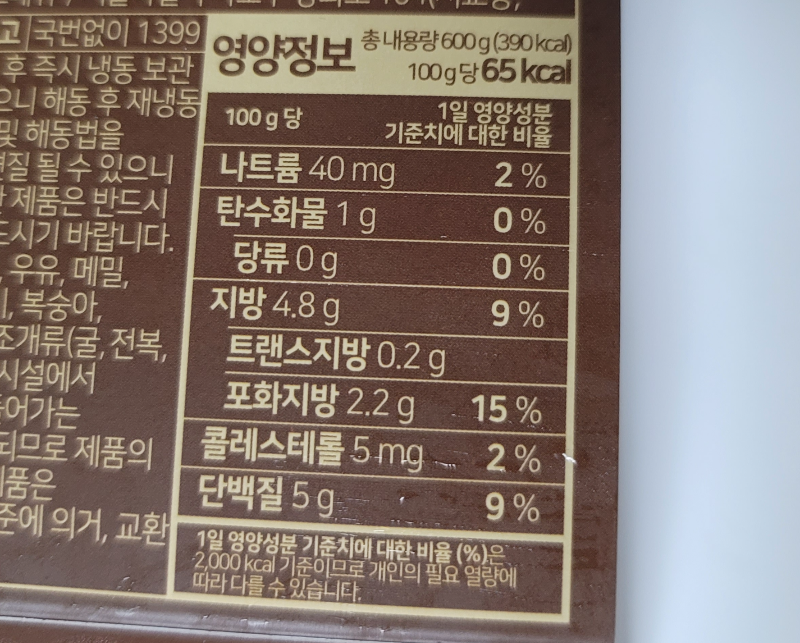 고 국번없이 1399
후 즉시 냉동 보관
으니 해동 후 재냉동
및 해동법을
변질 될 수 있으니
제품은 반드시
시기 바랍니다.
, 우유, 메밀,
, 복숭아,
조개류(굴, 전복,
시설에서
들어가는
되므로 제품의
품은
준에 의거, 교환
영양정보
총 내용량 600 g (390 kcal)
100 g 당 65 kcal
100 g 당
1일 영양성분
기준치에 대한 비율
나트륨 40 mg 2 %
탄수화물 1 g 0 %
당류 0 g 0 %
지방 4.8 g 9 %
트랜스지방 0.2 g
포화지방 2.2 g 15 %
콜레스테롤 5 mg 2 %
단백질 5 g 9 %
1일 영양성분 기준치에 대한 비율 (%)은
2,000 kcal 기준이므로 개인의 필요 열량에
따라 다를 수 있습니다.